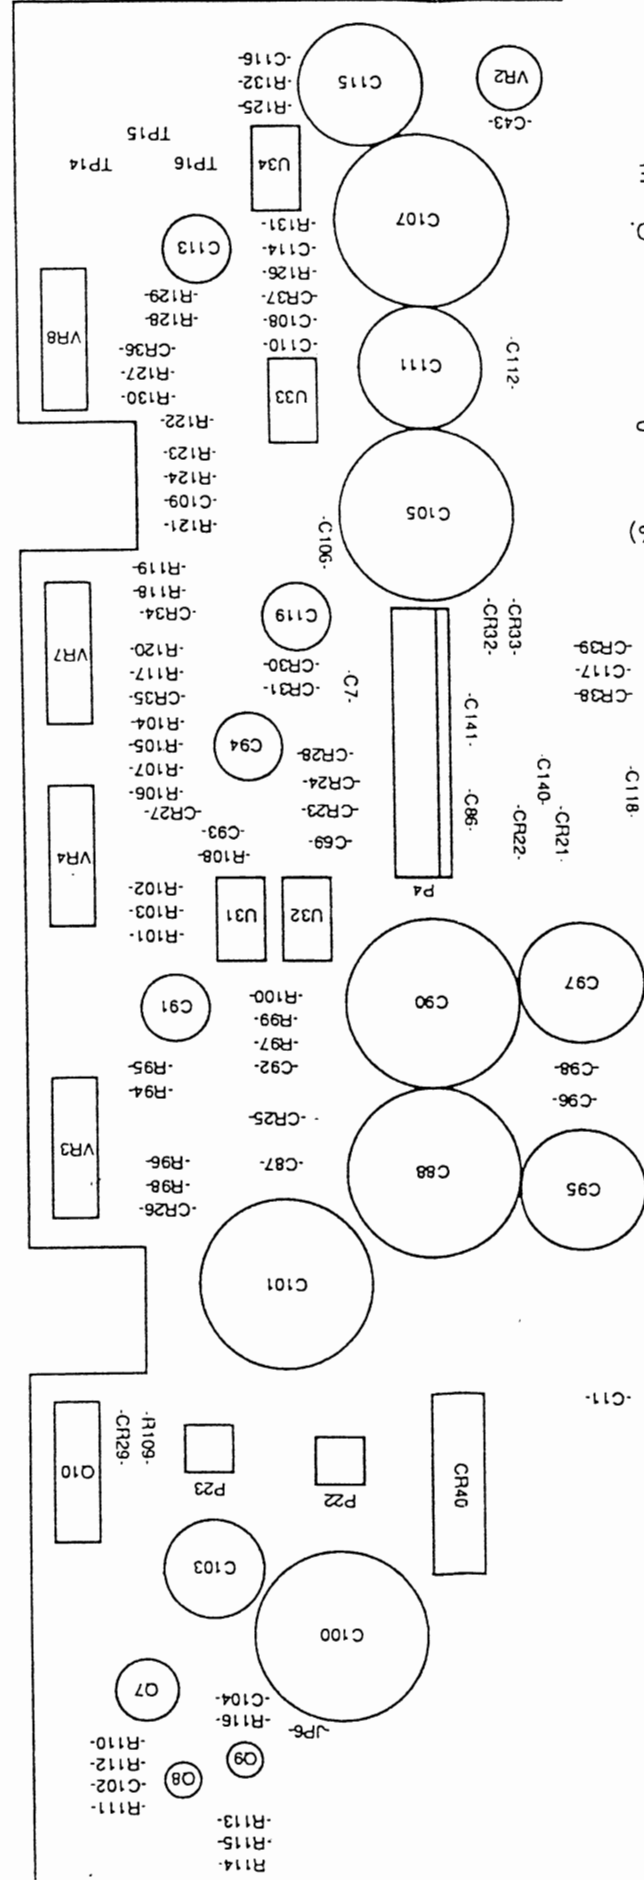 -C116-
-R132-
-R125-
C115
VR2
-C43-
TP15
TP14
TP16
U34
C107
-R131-
-C114-
-R126-
-CR37-
-C108-
-C110-
C113
-R129-
-R128-
VR8
-CR36-
-R127-
-R130-
C111
-C112-
U33
-R122-
-R123-
-R124-
-C109-
-R121-
C105
-C106-
-R119-
-R118-
-CR34-
C119
-CR33-
-CR32-
-CR39-
-C117-
-CR38-
VR7
-R120-
-R117-
-CR35-
-R104-
-R105-
-R107-
-R106-
-CR27-
-CR30-
-CR31-
-C7-
C94
-C141-
-CR28-
-CR24-
-CR23-
-C69-
-C86-
-C140-
-CR21-
-CR22-
-C118-
-C93-
-R108-
VR4
P4
-R102-
-R103-
-R101-
U31
U32
C91
-R100-
-R99-
-R97-
-C92-
C90
C97
-R95-
-R94-
-C98-
-C96-
VR3
-CR25-
-C87-
-R96-
-R98-
-CR26-
C88
C95
C101
-C11-
Q10
-R109-
-CR29-
P23
P22
CR40
C103
C100
Q7
-C104-
-R116-
-JP6-
-R110-
-R112-
-C102-
-R111-
Q8
Q9
-R113-
-R115-
R114-